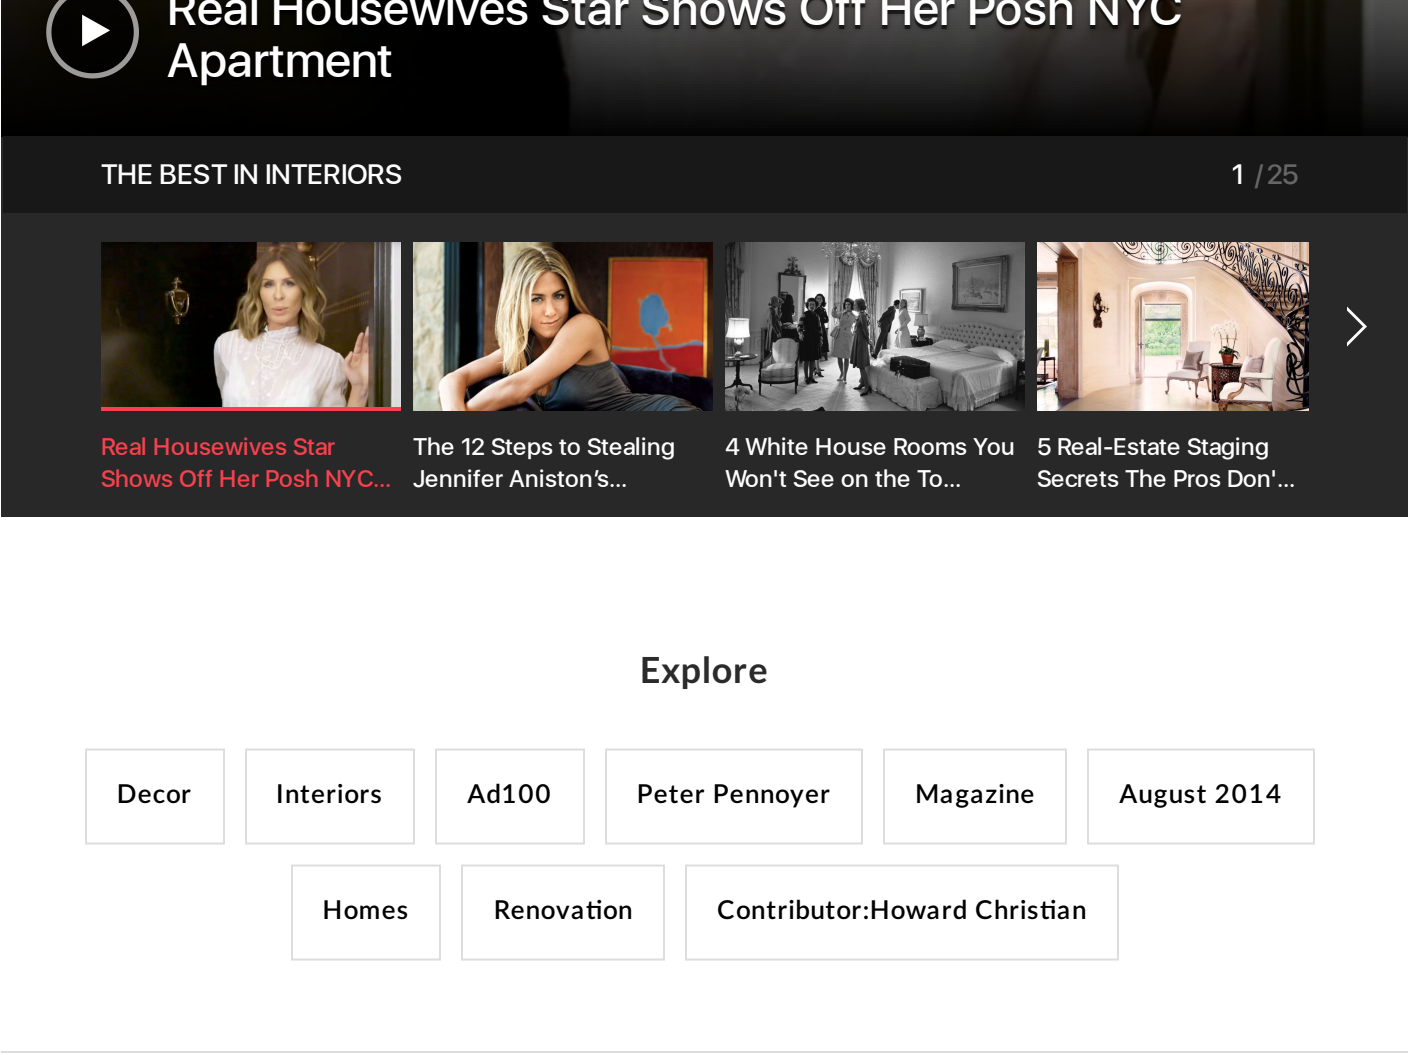 Real Housewives Star Shows Off Her Posh NYC
Apartment
THE BEST IN INTERIORS
1 /25
Real Housewives Star
Shows Off Her Posh NYC...
The 12 Steps to Stealing
Jennifer Aniston’s...
4 White House Rooms You
Won't See on the To...
5 Real-Estate Staging
Secrets The Pros Don'...
Explore
Decor
Interiors
Ad100
Peter Pennoyer
Magazine
August 2014
Homes
Renovation
Contributor:Howard Christian